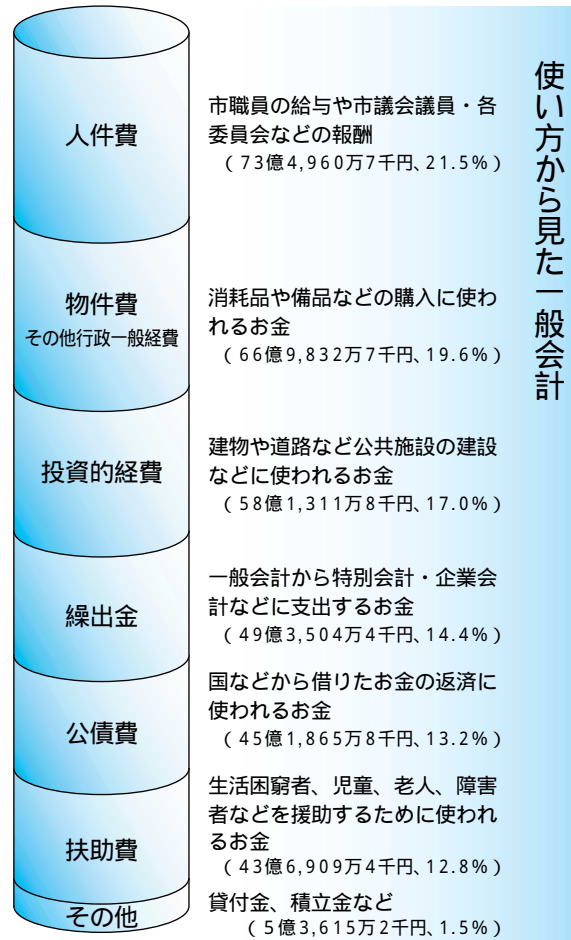 使い方から見た一般会計
人件費
市職員の給与や市議会議員・各
委員会などの報酬
(73億4,960万7千円、21.5%)
物件費
その他行政一般経費
消耗品や備品などの購入に使わ
れるお金
(66億9,832万7千円、19.6%)
投資的経費
建物や道路など公共施設の建設
などに使われるお金
(58億1,311万8千円、17.0%)
繰出金
一般会計から特別会計・企業会
計などに支出するお金
(49億3,504万4千円、14.4%)
公債費
国などから借りたお金の返済に
使われるお金
(45億1,865万8千円、13.2%)
扶助費
生活困窮者、児童、老人、障害
者などを援助するために使われ
るお金
(43億6,909万4千円、12.8%)
その他
貸付金、積立金など
(5億3,615万2千円、1.5%)